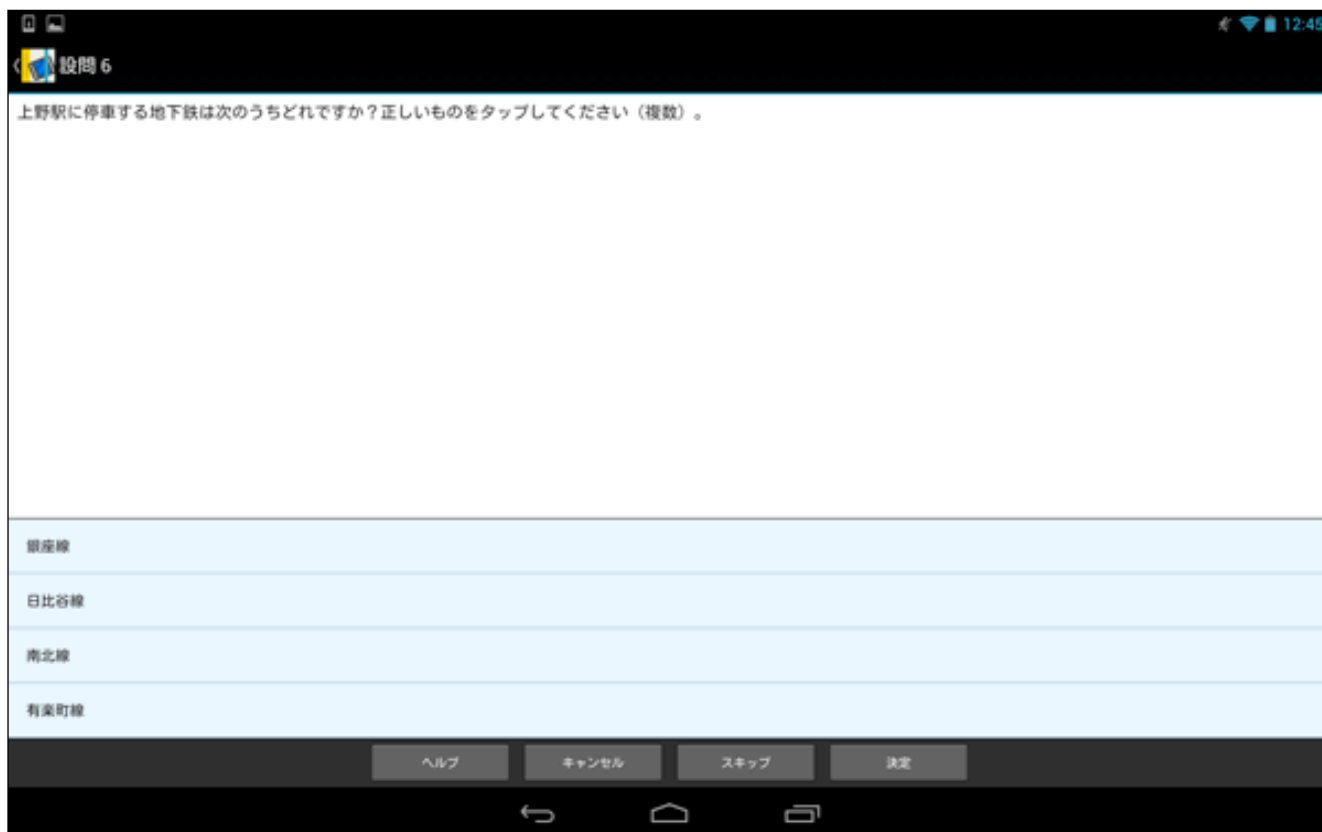 12:45
設問 6
上野駅に停車する地下鉄は次のうちどれですか？正しいものをタップしてください（複数）。
銀座線
日比谷線
南北線
有楽町線
ヘルプ
キャンセル
スキップ
決定